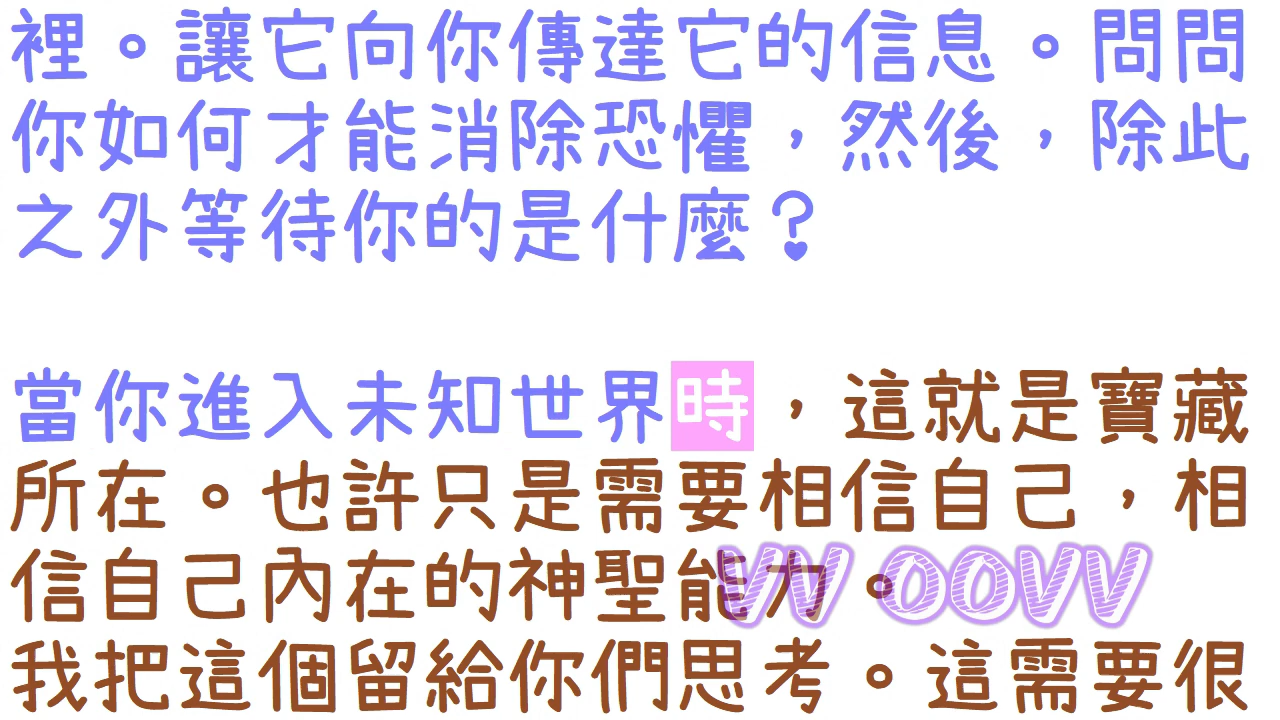 裡。讓它向你傳達它的信息。問問
你如何才能消除恐懼，然後，除此
之外等待你的是什麼？
當你進入未知世界時，這就是寶藏
所在。也許只是需要相信自己，相
信自己內在的神聖能力。
VV OOVV
我把這個留給你們思考。這需要很